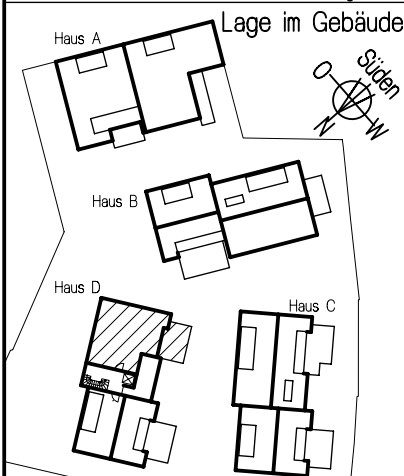 Lage im Gebäude
Haus A
Süden
O
N
W
Haus B
Haus D
Haus C